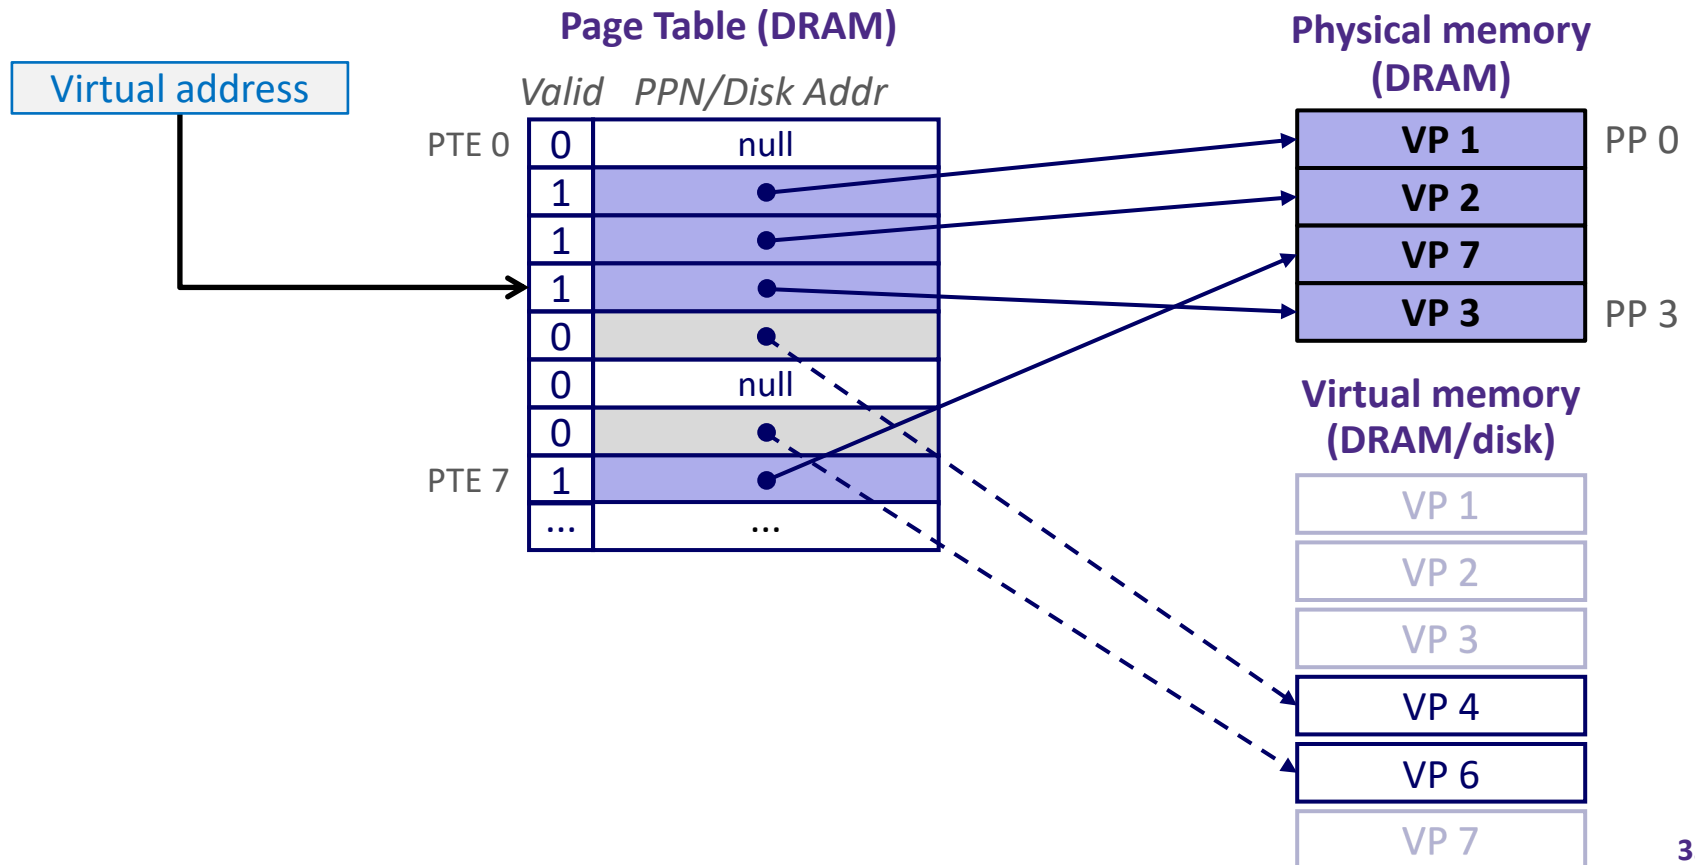 Page Table (DRAM)
Physical memory
(DRAM)
Virtual address
Valid PPN/Disk Addr
PTE 0 0 null
VP 1 PP 0
1
VP 2
1
VP 7
1
VP 3 PP 3
0
0 null
Virtual memory
(DRAM/disk)
0
PTE 7 1
... ...
VP 1
VP 2
VP 3
VP 4
VP 6
VP 7
3